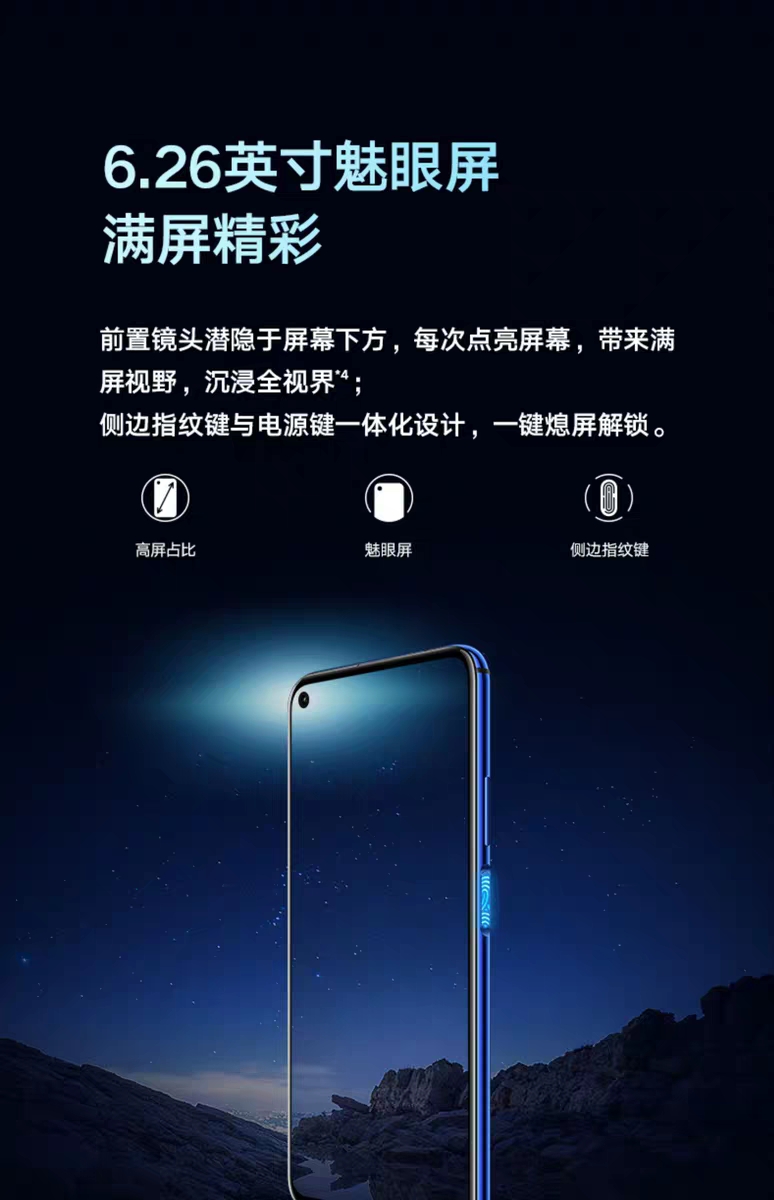 6.26英寸魅眼屏
满屏精彩
前置镜头潜隐于屏幕下方，每次点亮屏幕，带来满
屏视野，沉浸全视界*4；
侧边指纹键与电源键一体化设计，一键熄屏解锁。
高屏占比
魅眼屏
侧边指纹键